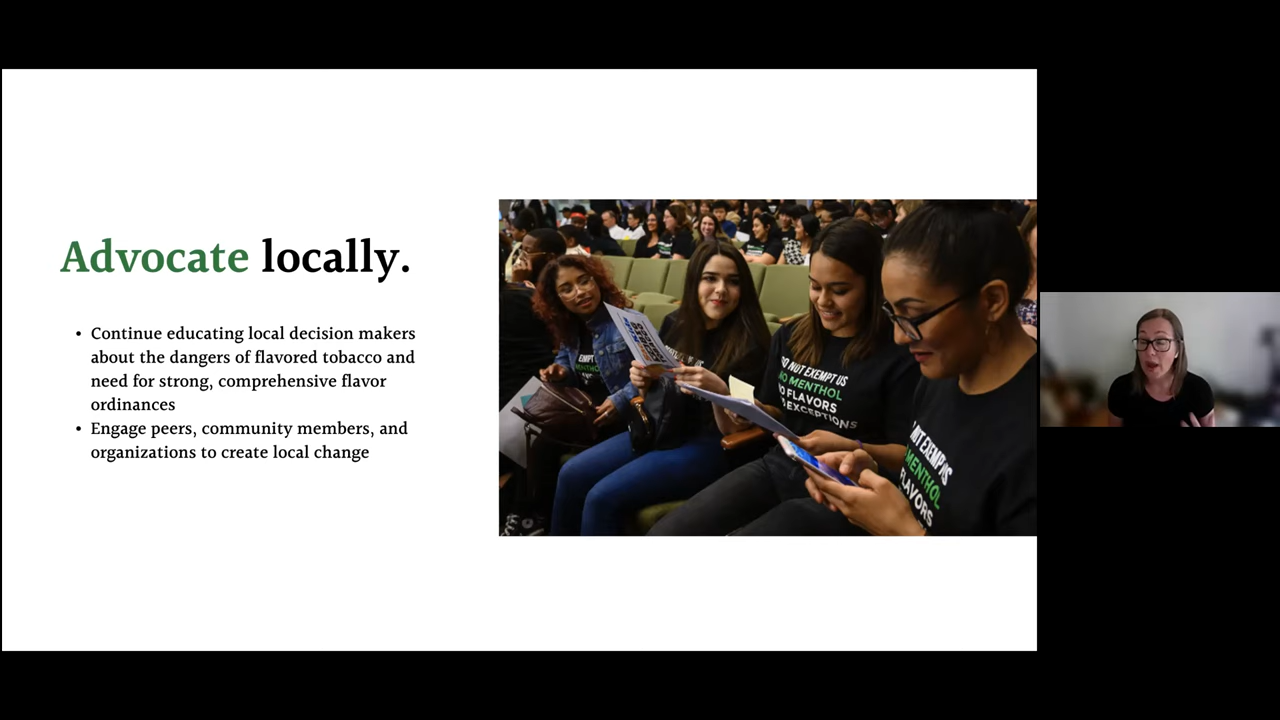 Advocate locally.
• Continue educating local decision makers
about the dangers of flavored tobacco and
need for strong, comprehensive flavor
ordinances
• Engage peers, community members, and
organizations to create local change
DO NOT EXEMPT US
NO MENTHOL
NO FLAVORS
NO EXCEPTIONS
NOT EXEMPT US
MENTHOL
FLAVORS